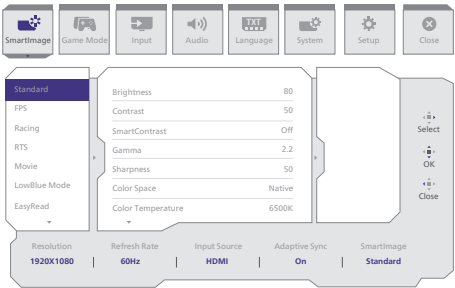 SmartImage
Game Mode
Input
Audio
TXT
Language
System
Setup
Close
Standard
FPS
Racing
RTS
Movie
LowBlue Mode
EasyRead
Brightness 80
Contrast 50
SmartContrast Off
Gamma 2.2
Sharpness 50
Color Space Native
Color Temperature 6500K
Select
OK
Close
Resolution Refresh Rate Input Source Adaptive Sync SmartImage
1920X1080 60Hz HDMI On Standard